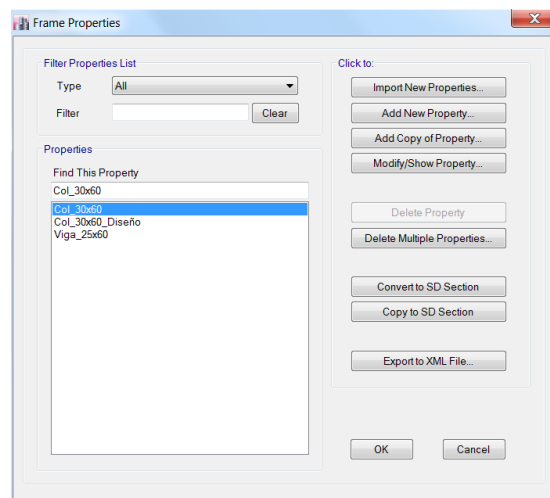 Frame Properties
Filter Properties List
Type All
Filter Clear
Properties
Find This Property
Col_30x60
Col_30x60
Col_30x60_Diseño
Viga_25x60
Click to:
Import New Properties...
Add New Property...
Add Copy of Property...
Modify/Show Property...
Delete Property
Delete Multiple Properties...
Convert to SD Section
Copy to SD Section
Export to XML File...
OK Cancel